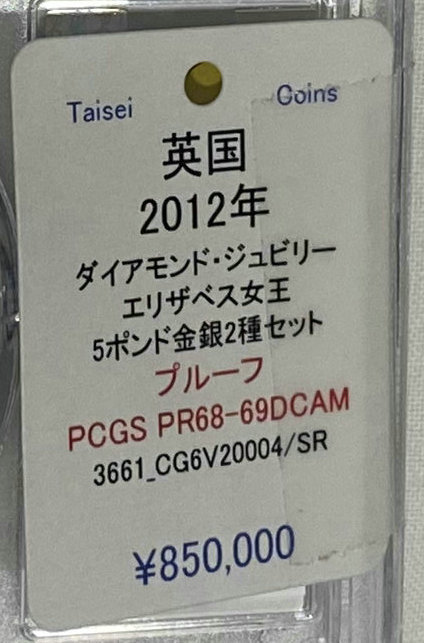 Taisei Coins
英国
2012年
ダイアモンド・ジュビリー
エリザベス女王
5ポンド金銀2種セット
プルーフ
PCGS PR68-69DCAM
3661_CG6V20004/SR
¥850,000